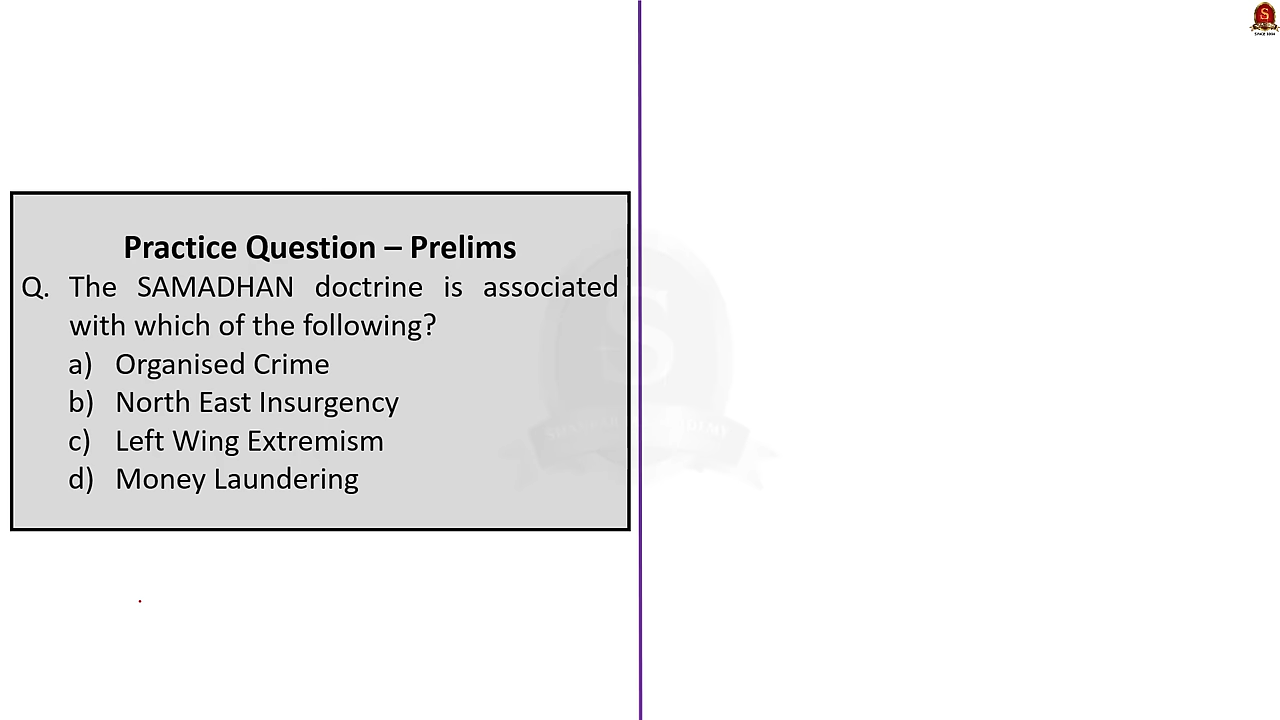 Practice Question – Prelims
Q. The SAMADHAN doctrine is associated
with which of the following?
a) Organised Crime
b) North East Insurgency
c) Left Wing Extremism
d) Money Laundering
S
S